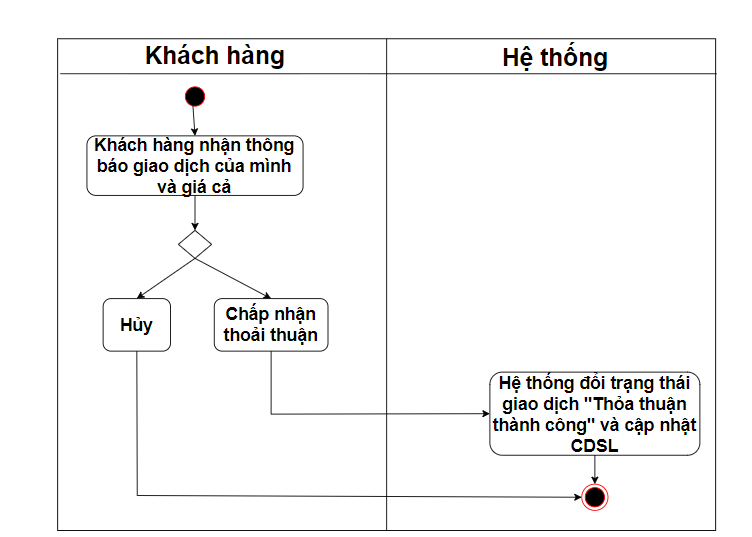 Khách hàng
Hệ thống
Khách hàng nhận thông
báo giao dịch của mình
và giá cả
Hủy
Chấp nhận
thoải thuận
Hệ thống đổi trạng thái
giao dịch "Thỏa thuận
thành công" và cập nhật
CDSL